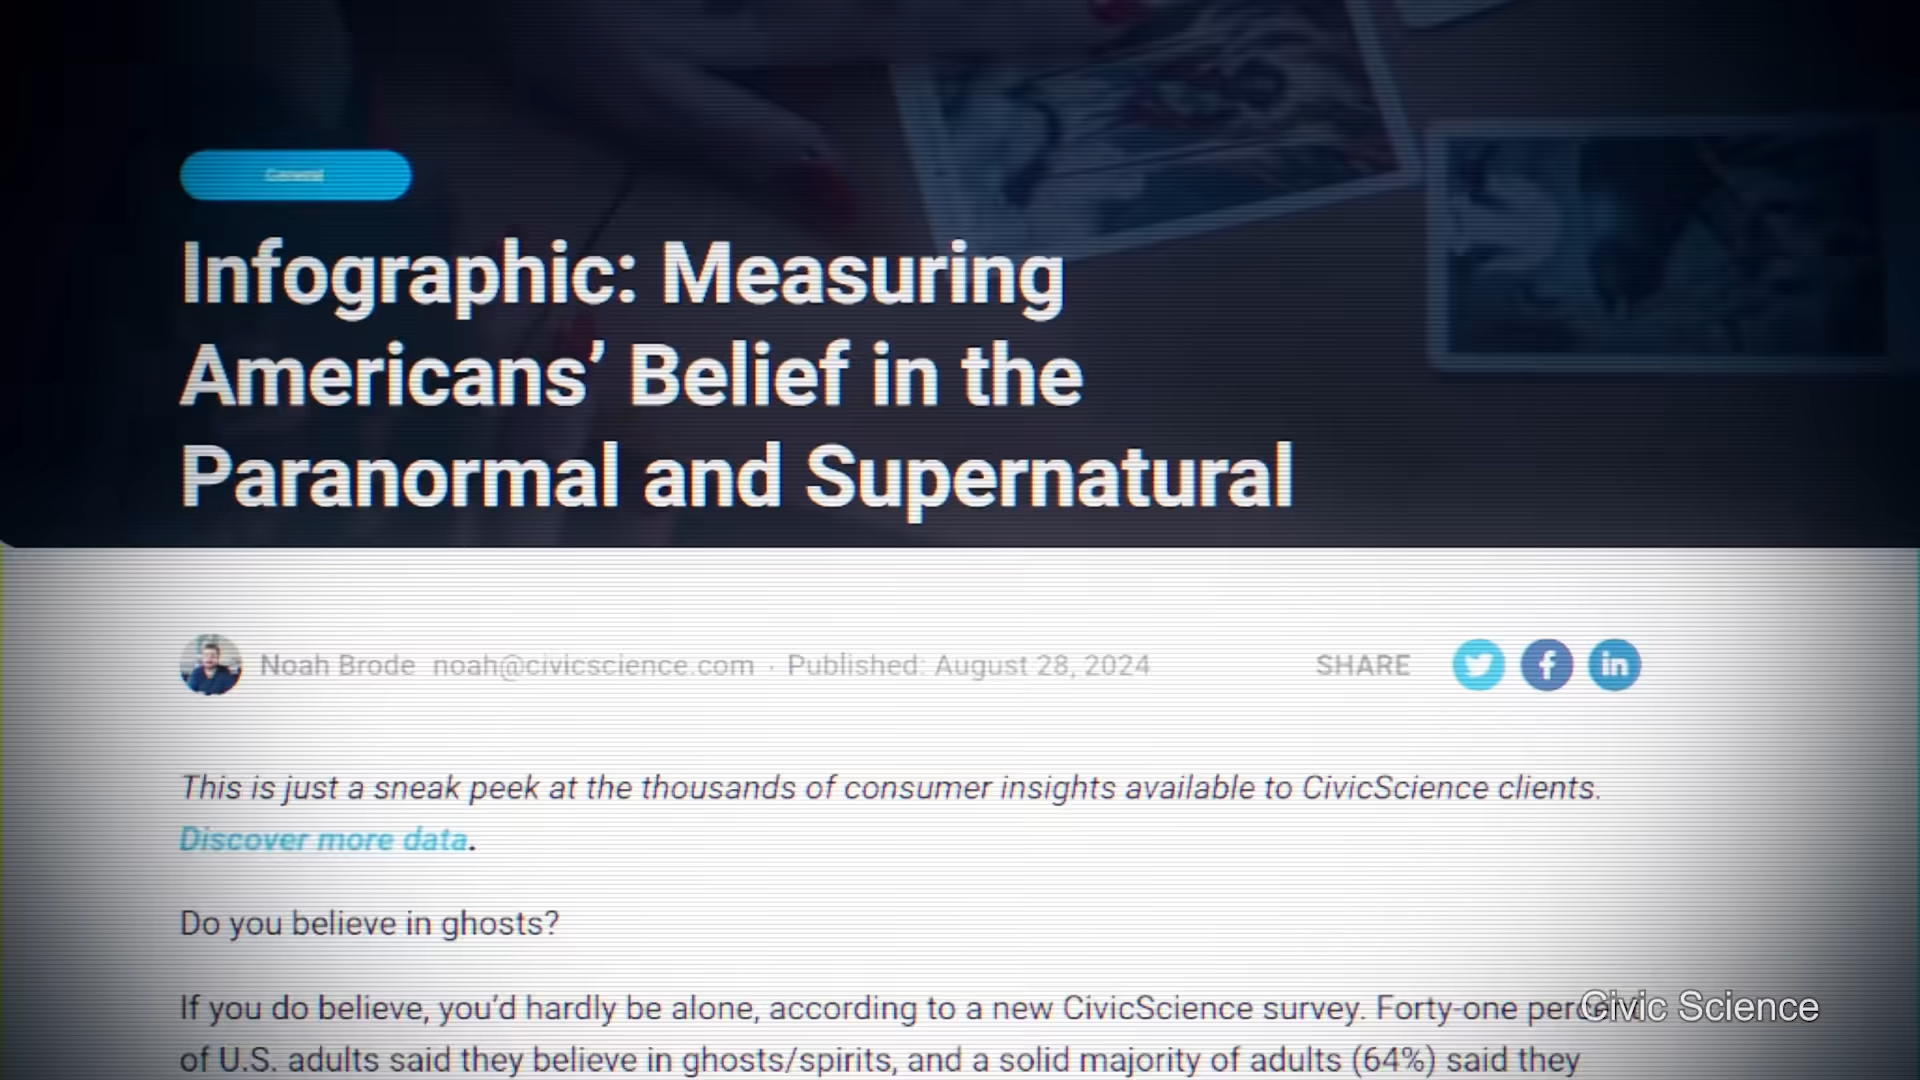 General
Infographic: Measuring
Americans’ Belief in the
Paranormal and Supernatural
Noah Brode noah@civicscience.com · Published: August 28, 2024
SHARE
This is just a sneak peek at the thousands of consumer insights available to CivicScience clients.
Discover more data.
Do you believe in ghosts?
If you do believe, you’d hardly be alone, according to a new CivicScience survey. Forty-one percent
Civic Science
of U.S. adults said they believe in ghosts/spirits, and a solid majority of adults (64%) said they